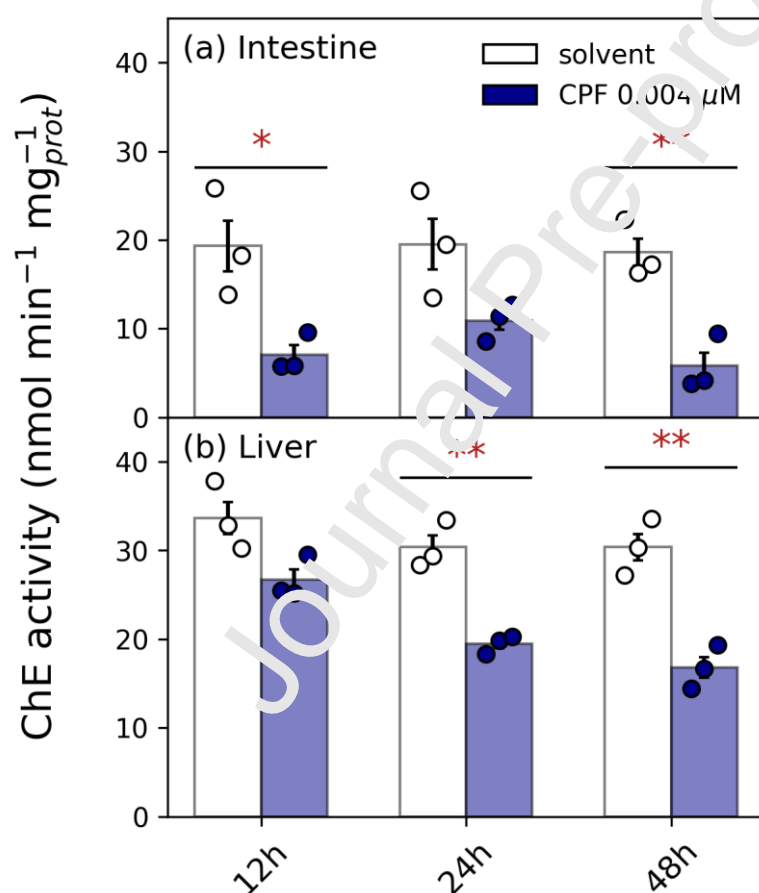 (a) Intestine
solvent
CPF 0.004 μM
ChE activity (nmol min⁻¹ mg⁻¹prot)
40
30
20
10
0
*
**
(b) Liver
40
30
20
10
0
**
**
12h
24h
48h
Journal Pre-pro